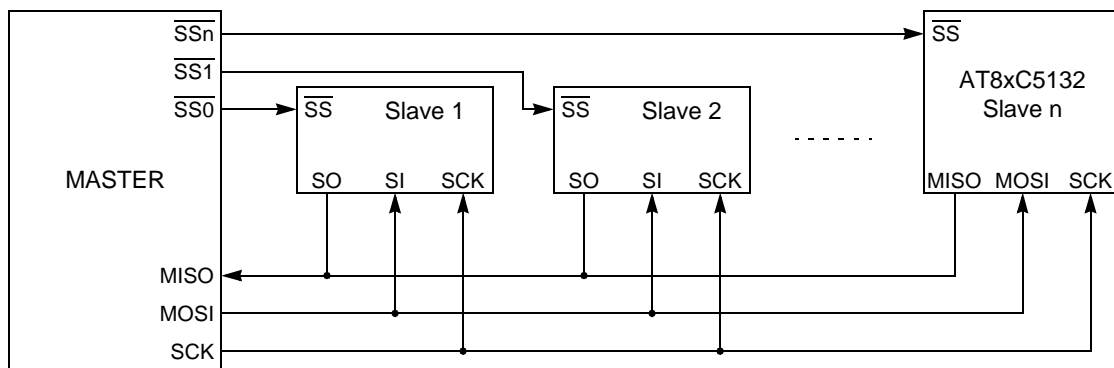 SSn
SS
SS1
AT8xC5132
Slave n
SS0
SS
Slave 1
SS
Slave 2
MASTER
SO SI SCK
SO SI SCK
MISO MOSI SCK
MISO
MOSI
SCK